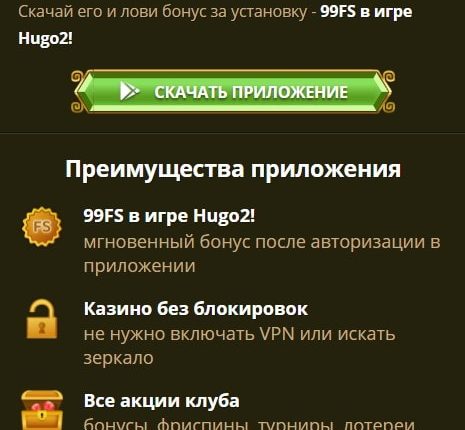 Скачай его и лови бонус за установку - 99FS в игре
Hugo2!
СКАЧАТЬ ПРИЛОЖЕНИЕ
Преимущества приложения
FS
99FS в игре Hugo2!
мгновенный бонус после авторизации в
приложении
Казино без блокировок
не нужно включать VPN или искать
зеркало
Все акции клуба
бонусы, фриспины, турниры, лотереи